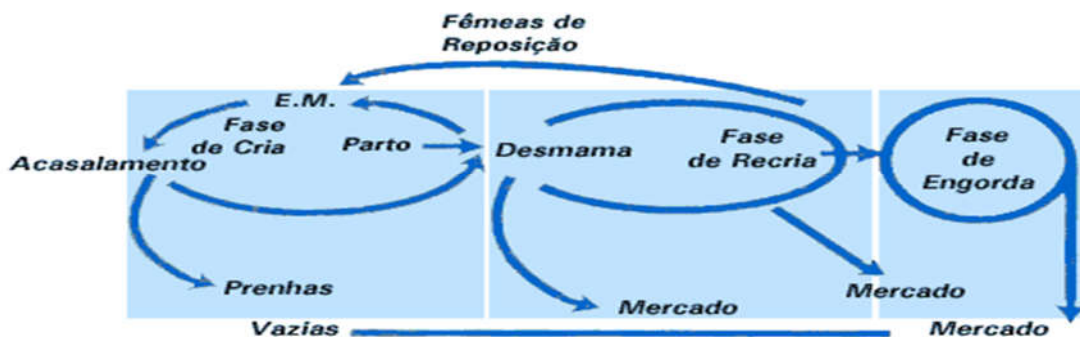 Fêmeas de
Reposição
E.M.
Fase
de Cria
Acasalamento
Parto
Desmama
Fase
de Recria
Fase
de
Engorda
Prenhas
Mercado
Mercado
Vazias
Mercado